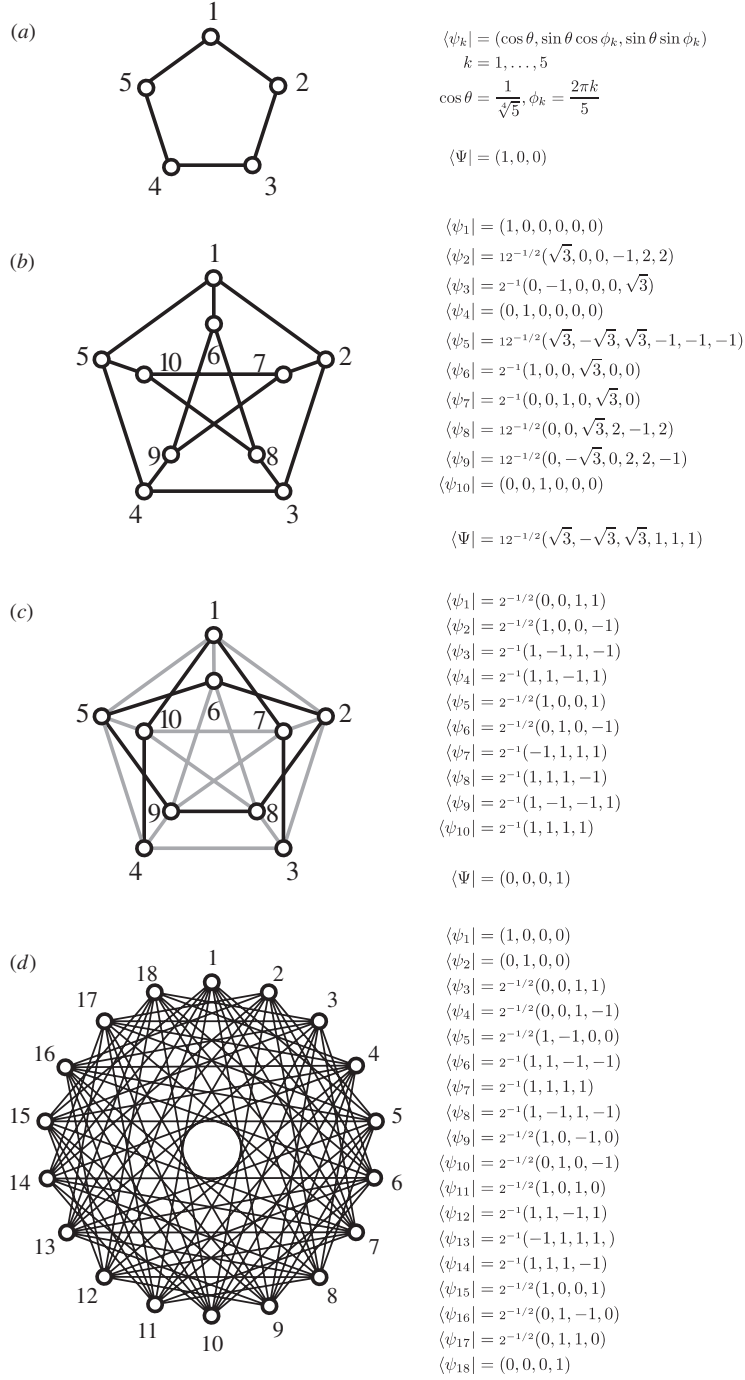 (a)
1
5
2
4
3
⟨ψ_k| = (cos θ, sin θ cos ϕ_k, sin θ sin ϕ_k)
k = 1, . . . , 5
cos θ = 1/∜5, ϕ_k = 2πk/5
⟨Ψ| = (1, 0, 0)
(b)
1
5
10
6
7
2
9
8
4
3
⟨ψ_1| = (1, 0, 0, 0, 0, 0)
⟨ψ_2| = 12^{-1/2}(√3, 0, 0, −1, 2, 2)
⟨ψ_3| = 2^{-1}(0, −1, 0, 0, 0, √3)
⟨ψ_4| = (0, 1, 0, 0, 0, 0)
⟨ψ_5| = 12^{-1/2}(√3, −√3, √3, −1, −1, −1)
⟨ψ_6| = 2^{-1}(1, 0, 0, √3, 0, 0)
⟨ψ_7| = 2^{-1}(0, 0, 1, 0, √3, 0)
⟨ψ_8| = 12^{-1/2}(0, 0, √3, 2, −1, 2)
⟨ψ_9| = 12^{-1/2}(0, −√3, 0, 2, 2, −1)
⟨ψ_10| = (0, 0, 1, 0, 0, 0)
⟨Ψ| = 12^{-1/2}(√3, −√3, √3, 1, 1, 1)
(c)
1
5
10
6
7
2
9
8
4
3
⟨ψ_1| = 2^{-1/2}(0, 0, 1, 1)
⟨ψ_2| = 2^{-1/2}(1, 0, 0, −1)
⟨ψ_3| = 2^{-1}(1, −1, 1, −1)
⟨ψ_4| = 2^{-1}(1, 1, −1, 1)
⟨ψ_5| = 2^{-1/2}(1, 0, 0, 1)
⟨ψ_6| = 2^{-1/2}(0, 1, 0, −1)
⟨ψ_7| = 2^{-1}(−1, 1, 1, 1)
⟨ψ_8| = 2^{-1}(1, 1, 1, −1)
⟨ψ_9| = 2^{-1}(1, −1, −1, 1)
⟨ψ_10| = 2^{-1}(1, 1, 1, 1)
⟨Ψ| = (0, 0, 0, 1)
(d)
1
2
3
4
5
6
7
8
9
10
11
12
13
14
15
16
17
18
⟨ψ_1| = (1, 0, 0, 0)
⟨ψ_2| = (0, 1, 0, 0)
⟨ψ_3| = 2^{-1/2}(0, 0, 1, 1)
⟨ψ_4| = 2^{-1/2}(0, 0, 1, −1)
⟨ψ_5| = 2^{-1/2}(1, −1, 0, 0)
⟨ψ_6| = 2^{-1}(1, 1, −1, −1)
⟨ψ_7| = 2^{-1}(1, 1, 1, 1)
⟨ψ_8| = 2^{-1}(1, −1, 1, −1)
⟨ψ_9| = 2^{-1/2}(1, 0, −1, 0)
⟨ψ_10| = 2^{-1/2}(0, 1, 0, −1)
⟨ψ_11| = 2^{-1/2}(1, 0, 1, 0)
⟨ψ_12| = 2^{-1}(1, 1, −1, 1)
⟨ψ_13| = 2^{-1}(−1, 1, 1, 1, )
⟨ψ_14| = 2^{-1}(1, 1, 1, −1)
⟨ψ_15| = 2^{-1/2}(1, 0, 0, 1)
⟨ψ_16| = 2^{-1/2}(0, 1, −1, 0)
⟨ψ_17| = 2^{-1/2}(0, 1, 1, 0)
⟨ψ_18| = (0, 0, 0, 1)